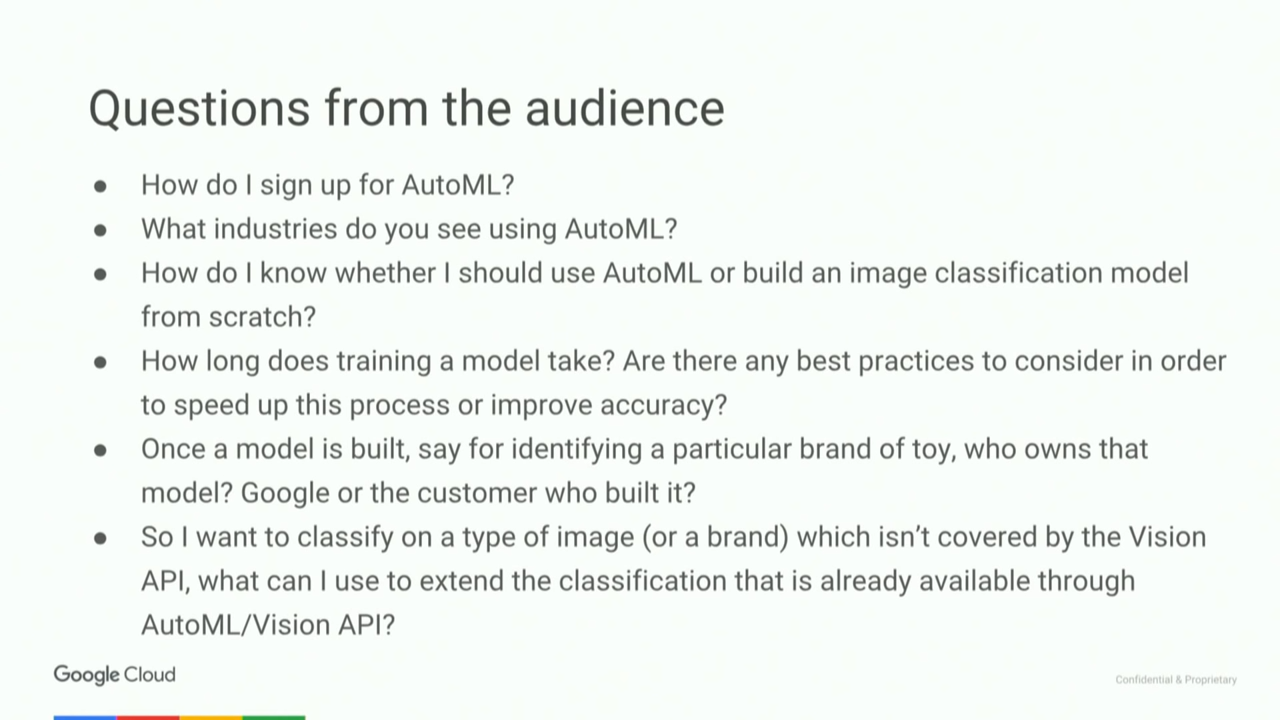 Questions from the audience
● How do I sign up for AutoML?
● What industries do you see using AutoML?
● How do I know whether I should use AutoML or build an image classification model
from scratch?
● How long does training a model take? Are there any best practices to consider in order
to speed up this process or improve accuracy?
● Once a model is built, say for identifying a particular brand of toy, who owns that
model? Google or the customer who built it?
● So I want to classify on a type of image (or a brand) which isn’t covered by the Vision
API, what can I use to extend the classification that is already available through
AutoML/Vision API?
Google Cloud
Confidential & Proprietary